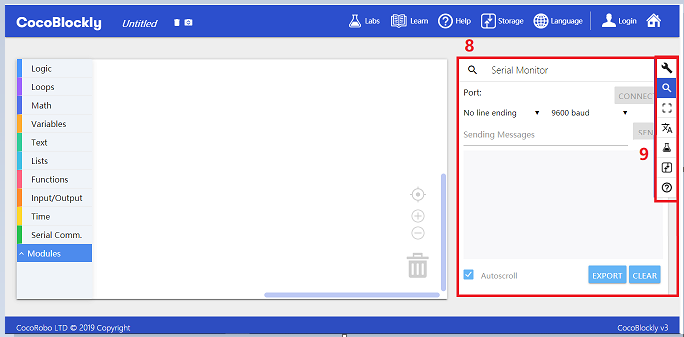 CocoBlockly Untitled Labs Learn Help Storage Language Login
8
Logic
Loops
Math
Variables
Text
Lists
Functions
Input/Output
Time
Serial Comm.
Modules
Serial Monitor
Port:
CONNECT
No line ending 9600 baud
Sending Messages
SEND
9
Autoscroll EXPORT CLEAR
CocoRobo LTD © 2019 Copyright CocoBlockly v3